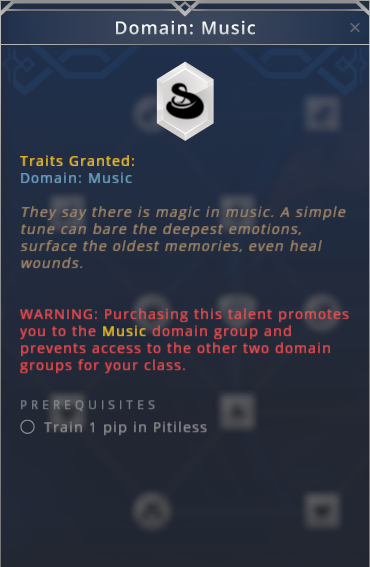 Domain: Music
Traits Granted:
Domain: Music
They say there is magic in music. A simple
tune can bare the deepest emotions,
surface the oldest memories, even heal
wounds.
WARNING: Purchasing this talent promotes
you to the Music domain group and
prevents access to the other two domain
groups for your class.
PREREQUISITES
Train 1 pip in Pitiless